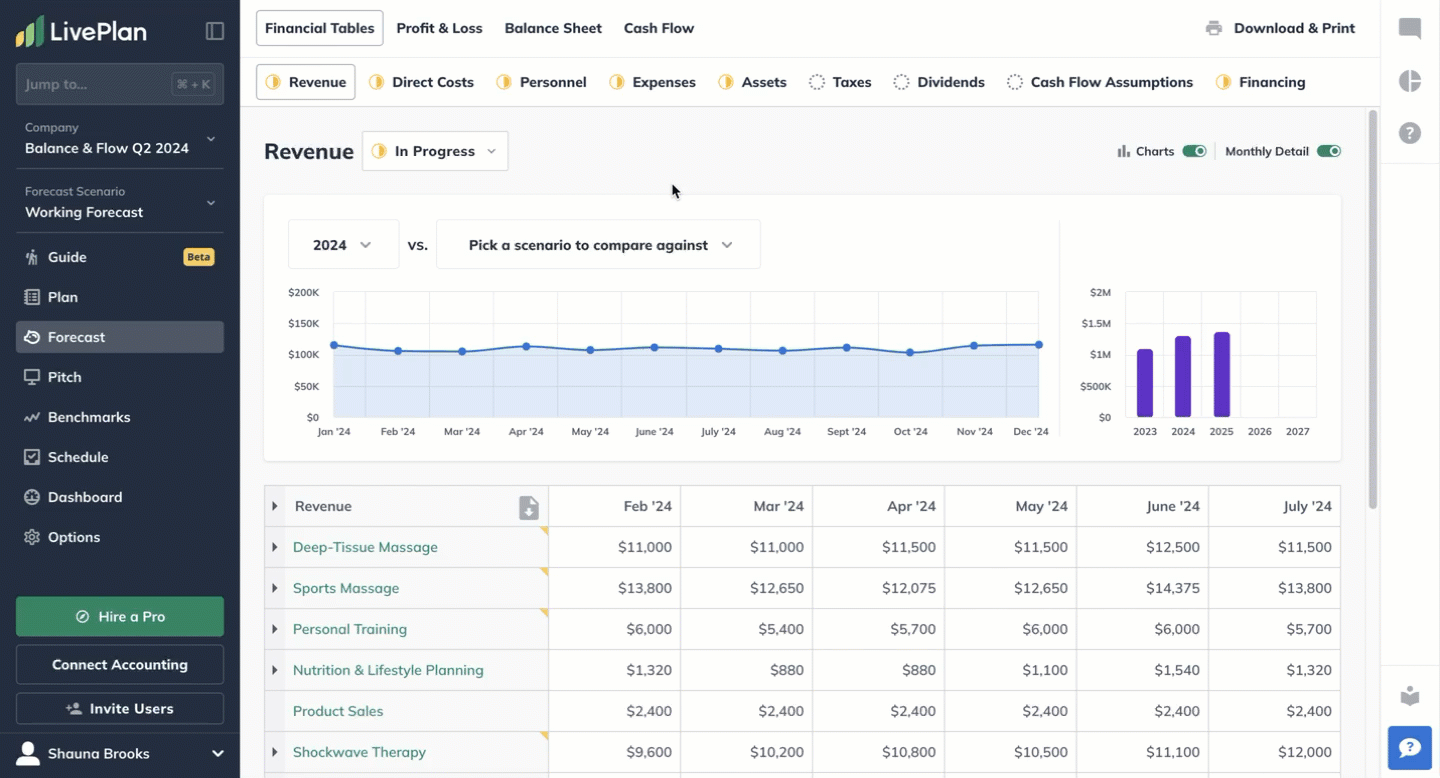 LivePlan
Jump to... ⌘ + K
Company
Balance & Flow Q2 2024
Forecast Scenario
Working Forecast
Guide Beta
Plan
Forecast
Pitch
Benchmarks
Schedule
Dashboard
Options
Hire a Pro
Connect Accounting
Invite Users
Shauna Brooks
Financial Tables Profit & Loss Balance Sheet Cash Flow Download & Print
Revenue Direct Costs Personnel Expenses Assets Taxes Dividends Cash Flow Assumptions Financing
Revenue In Progress Charts Monthly Detail
2024 vs. Pick a scenario to compare against
$200K
$150K
$100K
$50K
$0
Jan '24 Feb '24 Mar '24 Apr '24 May '24 June '24 July '24 Aug '24 Sept '24 Oct '24 Nov '24 Dec '24
$2M
$1.5M
$1M
$500K
$0
2023 2024 2025 2026 2027
Revenue Feb '24 Mar '24 Apr '24 May '24 June '24 July '24
Deep-Tissue Massage $11,000 $11,000 $11,500 $11,500 $12,500 $11,500
Sports Massage $13,800 $12,650 $12,075 $12,650 $14,375 $13,800
Personal Training $6,000 $5,400 $5,700 $6,000 $6,000 $5,700
Nutrition & Lifestyle Planning $1,320 $880 $880 $1,100 $1,540 $1,320
Product Sales $2,400 $2,400 $2,400 $2,400 $2,400 $2,400
Shockwave Therapy $9,600 $10,200 $10,800 $10,500 $11,100 $12,000